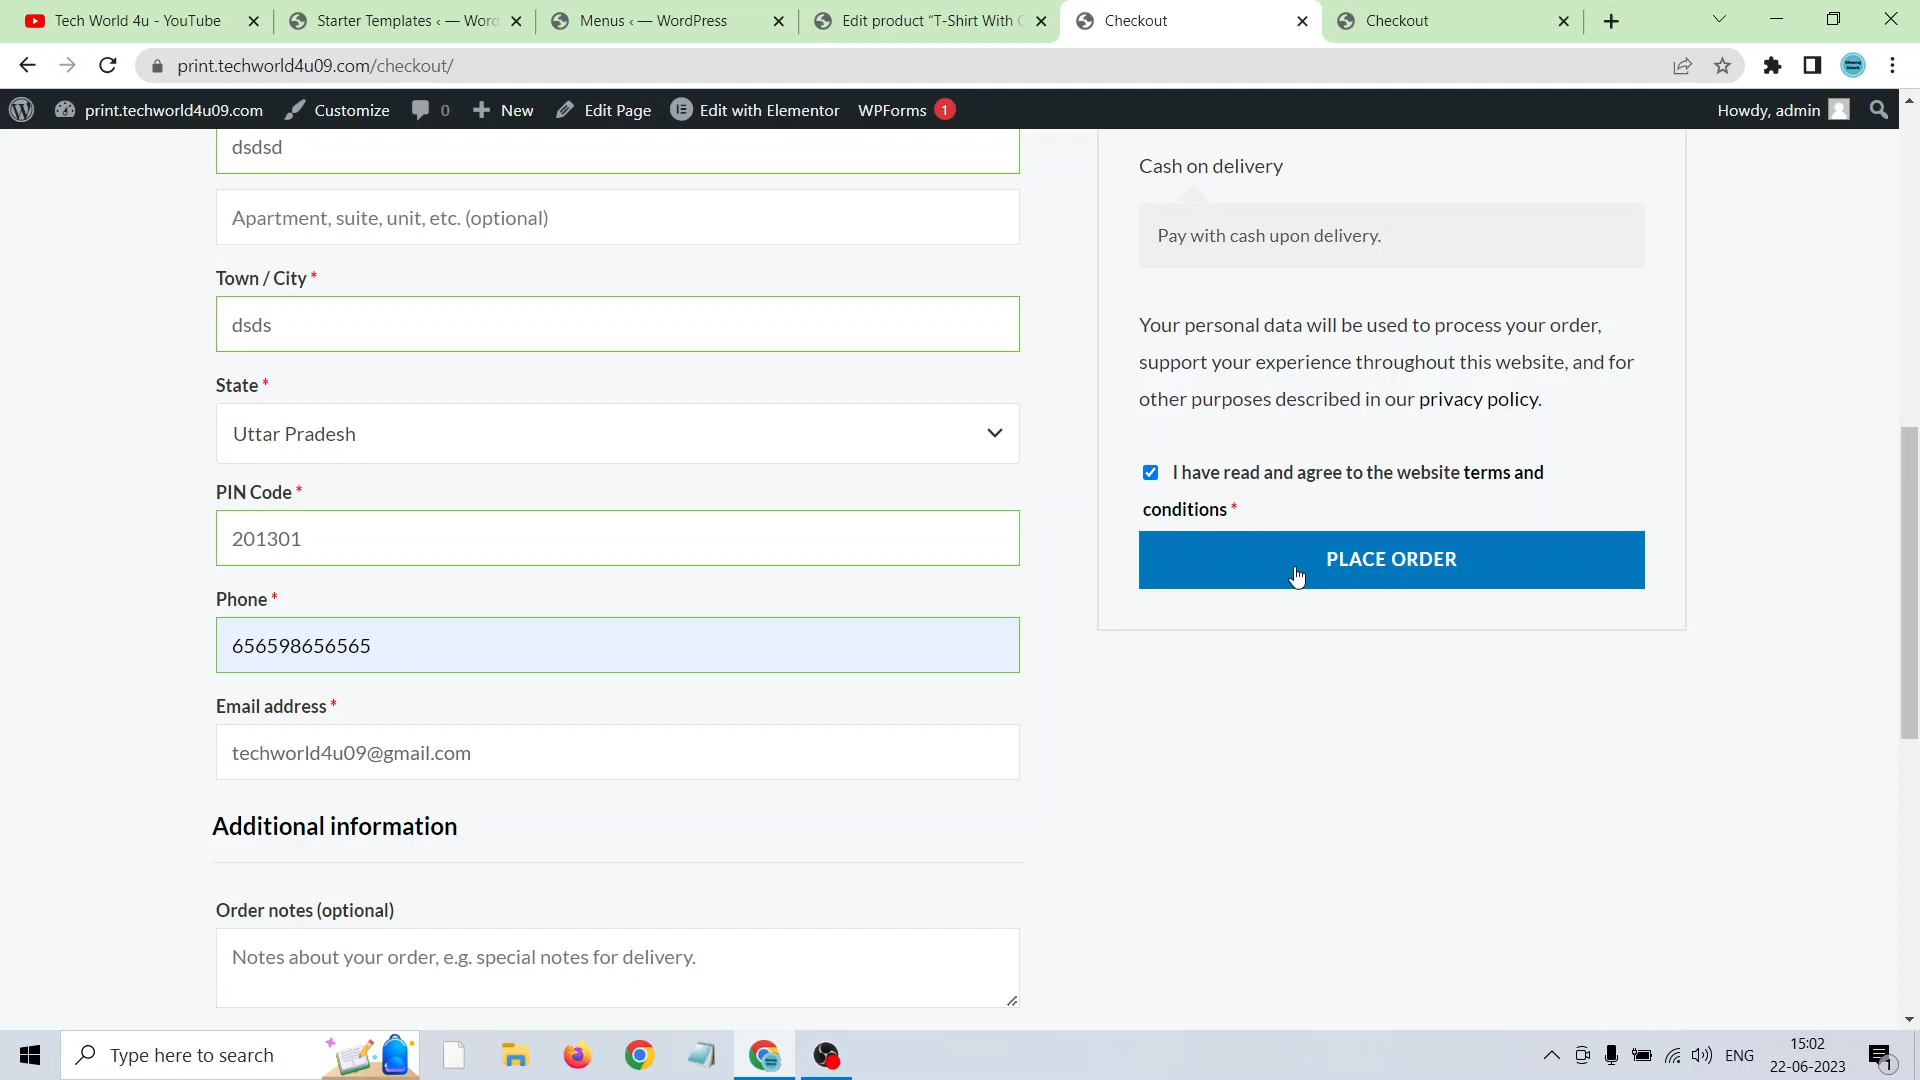 Tech World 4u - YouTube
Starter Templates ‹ — Word
Menus ‹ — WordPress
Edit product “T-Shirt With C
Checkout
Checkout
print.techworld4u09.com/checkout/
print.techworld4u09.com
Customize
0
New
Edit Page
Edit with Elementor
WPForms 1
Howdy, admin
dsdsd
Apartment, suite, unit, etc. (optional)
Town / City *
dsds
State *
Uttar Pradesh
PIN Code *
201301
Phone *
656598656565
Email address *
techworld4u09@gmail.com
Additional information
Order notes (optional)
Notes about your order, e.g. special notes for delivery.
Cash on delivery
Pay with cash upon delivery.
Your personal data will be used to process your order,
support your experience throughout this website, and for
other purposes described in our privacy policy.
I have read and agree to the website terms and
conditions *
PLACE ORDER
Type here to search
ENG
15:02
22-06-2023
1